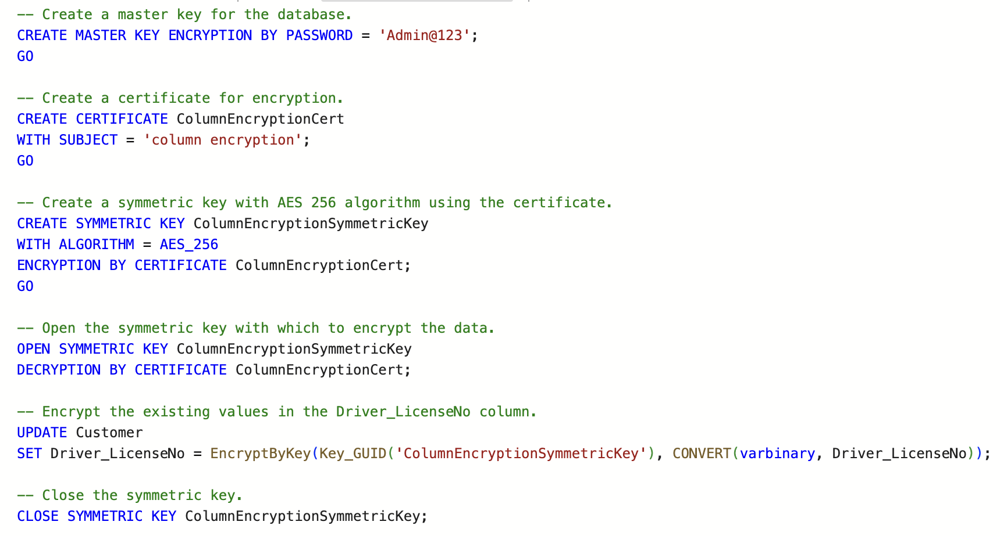 -- Create a master key for the database.
CREATE MASTER KEY ENCRYPTION BY PASSWORD = 'Admin@123';
GO
-- Create a certificate for encryption.
CREATE CERTIFICATE ColumnEncryptionCert
WITH SUBJECT = 'column encryption';
GO
-- Create a symmetric key with AES 256 algorithm using the certificate.
CREATE SYMMETRIC KEY ColumnEncryptionSymmetricKey
WITH ALGORITHM = AES_256
ENCRYPTION BY CERTIFICATE ColumnEncryptionCert;
GO
-- Open the symmetric key with which to encrypt the data.
OPEN SYMMETRIC KEY ColumnEncryptionSymmetricKey
DECRYPTION BY CERTIFICATE ColumnEncryptionCert;
-- Encrypt the existing values in the Driver_LicenseNo column.
UPDATE Customer
SET Driver_LicenseNo = EncryptByKey(Key_GUID('ColumnEncryptionSymmetricKey'), CONVERT(varbinary, Driver_LicenseNo));
-- Close the symmetric key.
CLOSE SYMMETRIC KEY ColumnEncryptionSymmetricKey;